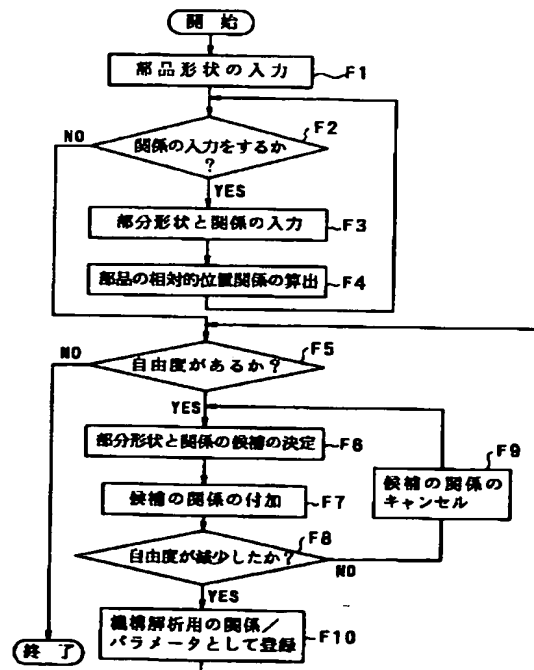 開始
部品形状の入力
F1
F2
NO
関係の入力をするか
?
YES
部分形状と関係の入力
F3
部品の相対的位置関係の算出
F4
NO
F5
自由度があるか?
YES
部分形状と関係の候補の決定
F6
F9
候補の関係の
キャンセル
候補の関係の付加
F7
F8
自由度が減少したか?
NO
YES
機構解析用の関係/
パラメータとして登録
F10
終了